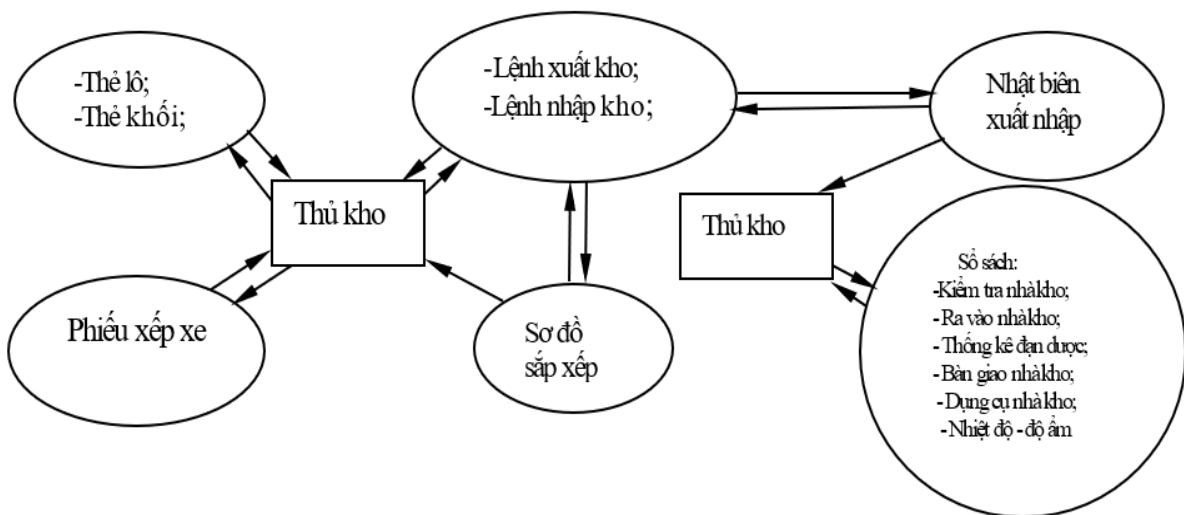 -Thẻ lô;
-Thẻ khối;
-Lệnh xuất kho;
-Lệnh nhập kho;
Nhật biên
xuất nhập
Thủ kho
Thủ kho
Phiếu xếp xe
Sơ đồ
sắp xếp
Sổ sách:
-Kiểm tra nhà kho;
- Ra vào nhà kho;
- Thống kê đạn dược;
- Bàn giao nhà kho;
- Dụng cụ nhà kho;
- Nhiệt độ - độ ẩm